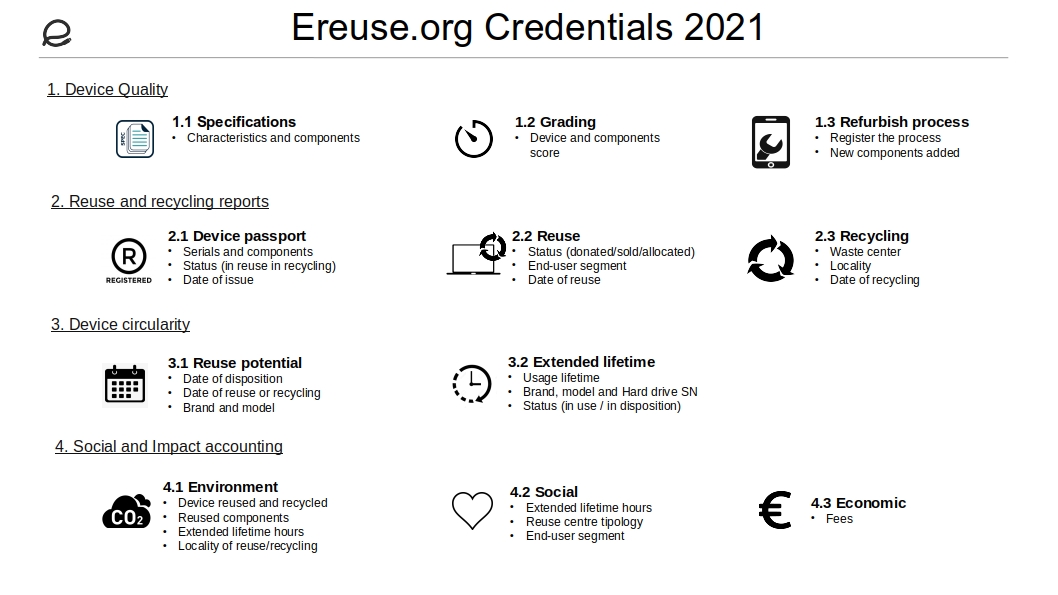 Ereuse.org Credentials 2021
1. Device Quality
SPEC
1.1 Specifications
• Characteristics and components
1.2 Grading
• Device and components
score
1.3 Refurbish process
• Register the process
• New components added
2. Reuse and recycling reports
R
REGISTERED
2.1 Device passport
• Serials and components
• Status (in reuse in recycling)
• Date of issue
2.2 Reuse
• Status (donated/sold/allocated)
• End-user segment
• Date of reuse
2.3 Recycling
• Waste center
• Locality
• Date of recycling
3. Device circularity
3.1 Reuse potential
• Date of disposition
• Date of reuse or recycling
• Brand and model
3.2 Extended lifetime
• Usage lifetime
• Brand, model and Hard drive SN
• Status (in use / in disposition)
4. Social and Impact accounting
CO2
4.1 Environment
• Device reused and recycled
• Reused components
• Extended lifetime hours
• Locality of reuse/recycling
4.2 Social
• Extended lifetime hours
• Reuse centre tipology
• End-user segment
€
4.3 Economic
• Fees